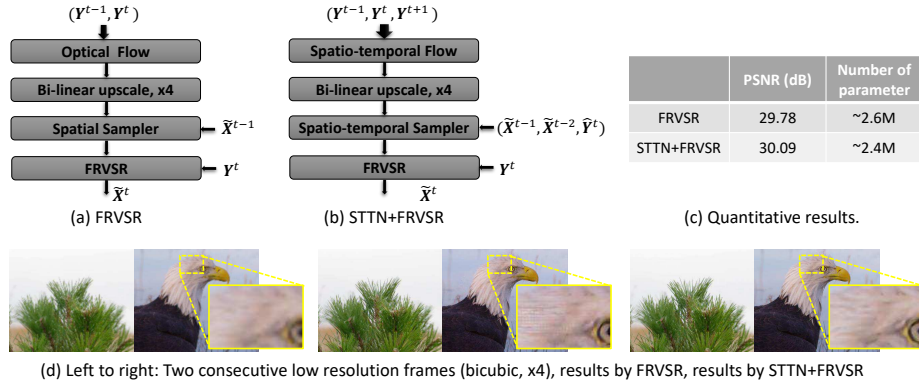 (Y^{t-1}, Y^t)
Optical Flow
Bi-linear upscale, x4
Spatial Sampler
X̃^{t-1}
FRVSR
Y^t
X̃^t
(a) FRVSR
(Y^{t-1}, Y^t, Y^{t+1})
Spatio-temporal Flow
Bi-linear upscale, x4
Spatio-temporal Sampler
(X̃^{t-1}, X̃^{t-2}, Ŷ^t)
FRVSR
Y^t
X̃^t
(b) STTN+FRVSR
PSNR (dB) Number of
parameter
FRVSR 29.78 ~2.6M
STTN+FRVSR 30.09 ~2.4M
(c) Quantitative results.
(d) Left to right: Two consecutive low resolution frames (bicubic, x4), results by FRVSR, results by STTN+FRVSR